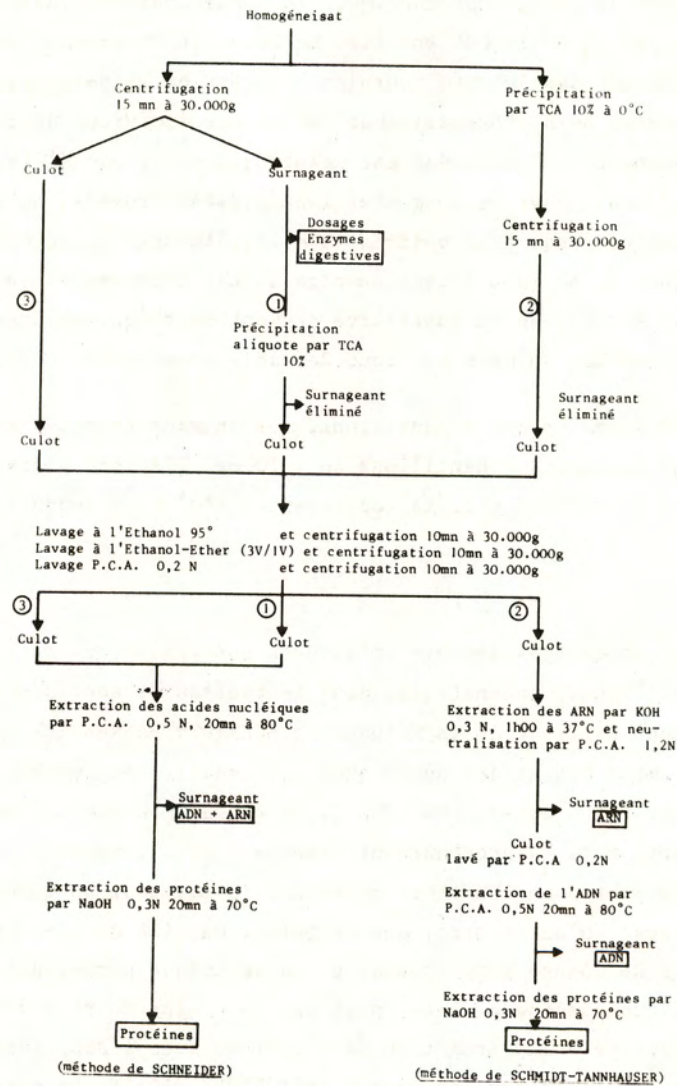 Homogéneisat
Centrifugation
15 mn à 30.000g
Précipitation
par TCA 10% à 0°C
Culot
Surnageant
Dosages
Enzymes
digestives
Centrifugation
15 mn à 30.000g
3
1
2
Précipitation
aliquote par TCA
10%
Surnageant
éliminé
Surnageant
éliminé
Culot
Culot
Culot
Lavage à l'Ethanol 95° et centrifugation 10mn à 30.000g
Lavage à l'Ethanol-Ether (3V/1V) et centrifugation 10mn à 30.000g
Lavage P.C.A. 0,2 N et centrifugation 10mn à 30.000g
3
1
2
Culot
Culot
Culot
Extraction des acides nucléiques
par P.C.A. 0,5 N, 20mn à 80°C
Surnageant
ADN + ARN
Extraction des protéines
par NaOH 0,3N 20mn à 70°C
Protéines
(méthode de SCHNEIDER)
Extraction des ARN par KOH
0,3 N, 1h00 à 37°C et neu-
tralisation par P.C.A. 1,2N
Surnageant
ARN
Culot
lavé par P.C.A 0,2N
Extraction de l'ADN par
P.C.A. 0,5N 20mn à 80°C
Surnageant
ADN
Extraction des protéines par
NaOH 0,3N 20mn à 70°C
Protéines
(méthode de SCHMIDT-TANNHAUSER)